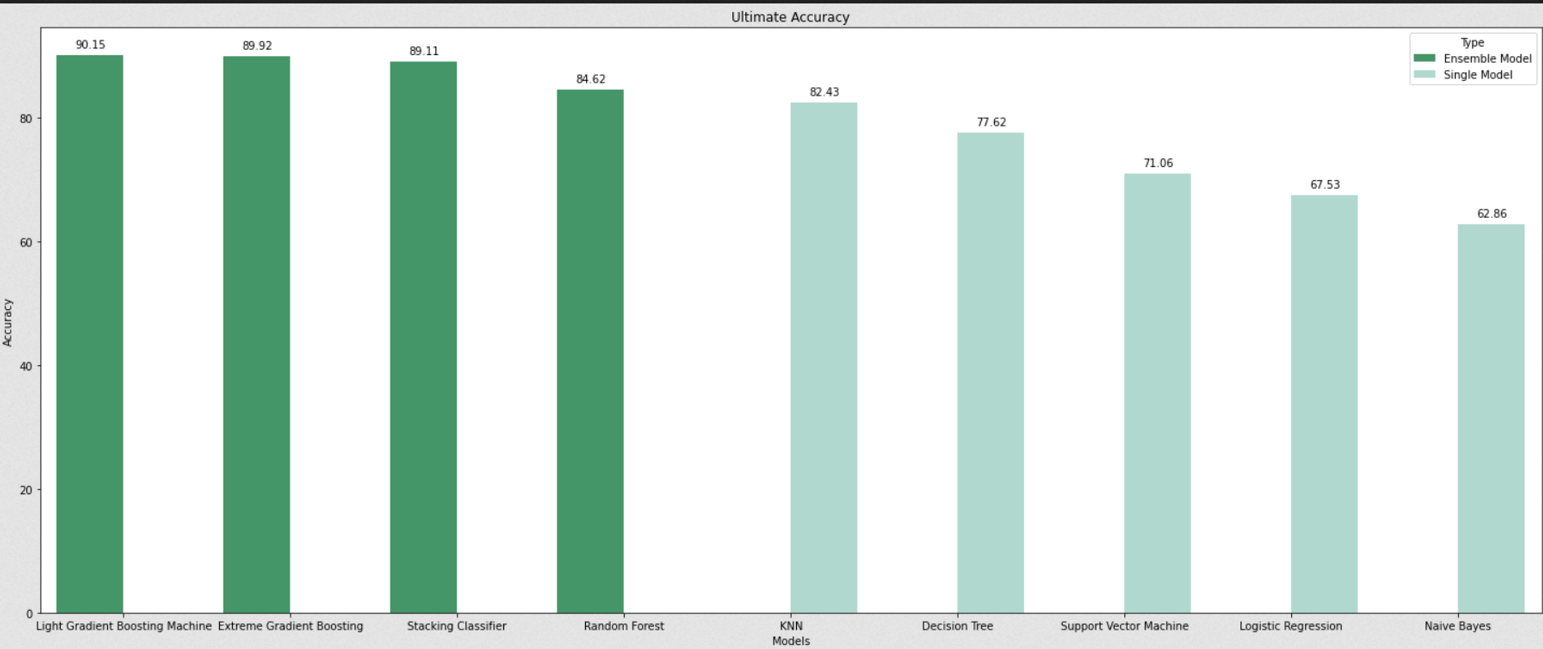 Ultimate Accuracy
90.15
89.92
89.11
84.62
82.43
77.62
71.06
67.53
62.86
Type
Ensemble Model
Single Model
80
60
40
20
0
Accuracy
Light Gradient Boosting Machine
Extreme Gradient Boosting
Stacking Classifier
Random Forest
KNN
Decision Tree
Support Vector Machine
Logistic Regression
Naive Bayes
Models